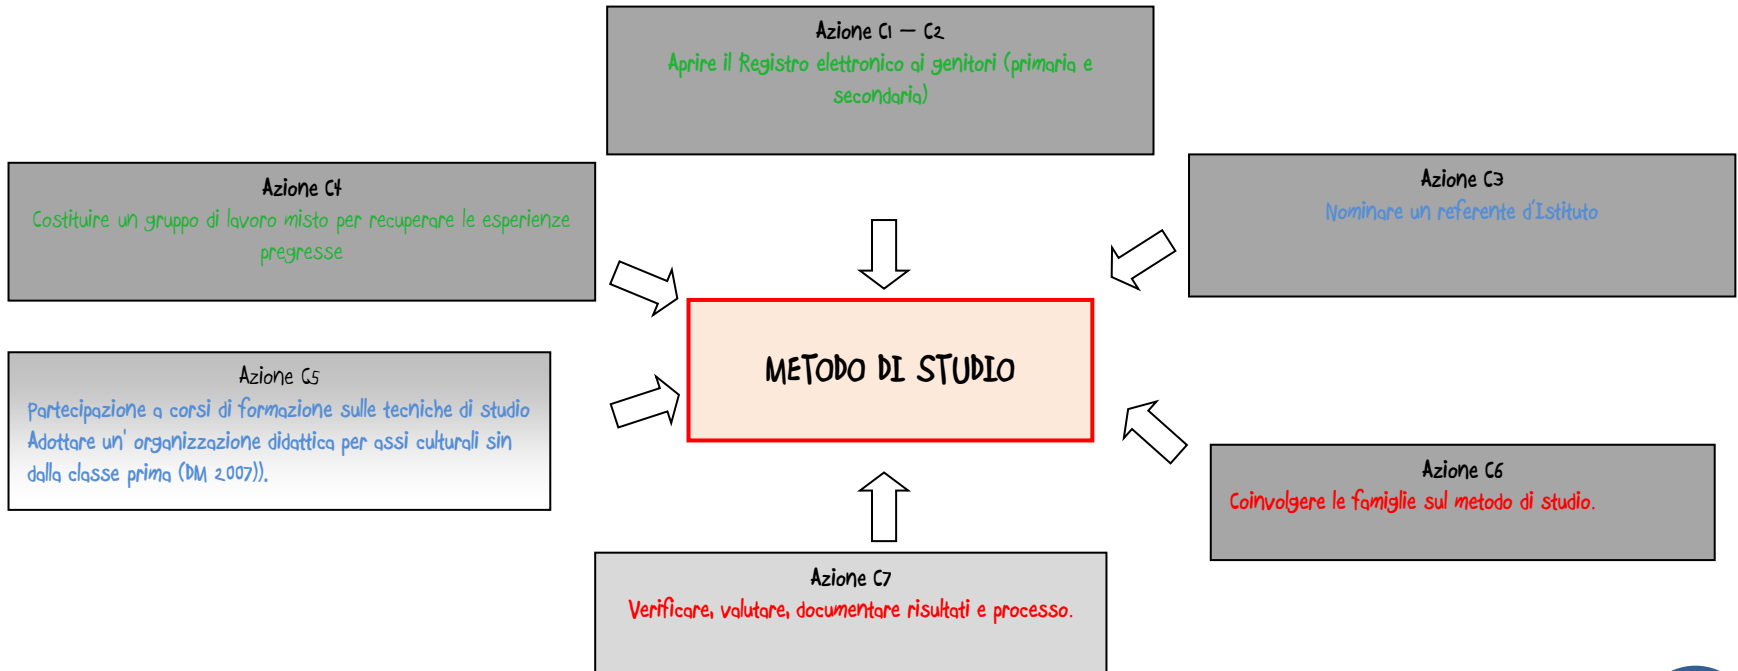 Azione C1 – C2
Aprire il Registro elettronico ai genitori (primaria e
secondaria)
Azione C4
Costituire un gruppo di lavoro misto per recuperare le esperienze
pregresse
Azione C3
Nominare un referente d'Istituto
METODO DI STUDIO
Azione C5
Partecipazione a corsi di formazione sulle tecniche di studio
Adottare un' organizzazione didattica per assi culturali sin
dalla classe prima (DM 2007)).
Azione C6
Coinvolgere le famiglie sul metodo di studio.
Azione C7
Verificare, valutare, documentare risultati e processo.